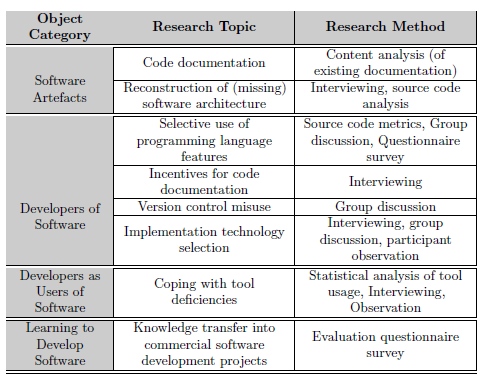 Object Category
Research Topic
Research Method
Software Artefacts
Code documentation
Content analysis (of existing documentation)
Reconstruction of (missing) software architecture
Interviewing, source code analysis
Developers of Software
Selective use of programming language features
Source code metrics, Group discussion, Questionnaire survey
Incentives for code documentation
Interviewing
Version control misuse
Group discussion
Implementation technology selection
Interviewing, group discussion, participant observation
Developers as Users of Software
Coping with tool deficiencies
Statistical analysis of tool usage, Interviewing, Observation
Learning to Develop Software
Knowledge transfer into commercial software development projects
Evaluation questionnaire survey